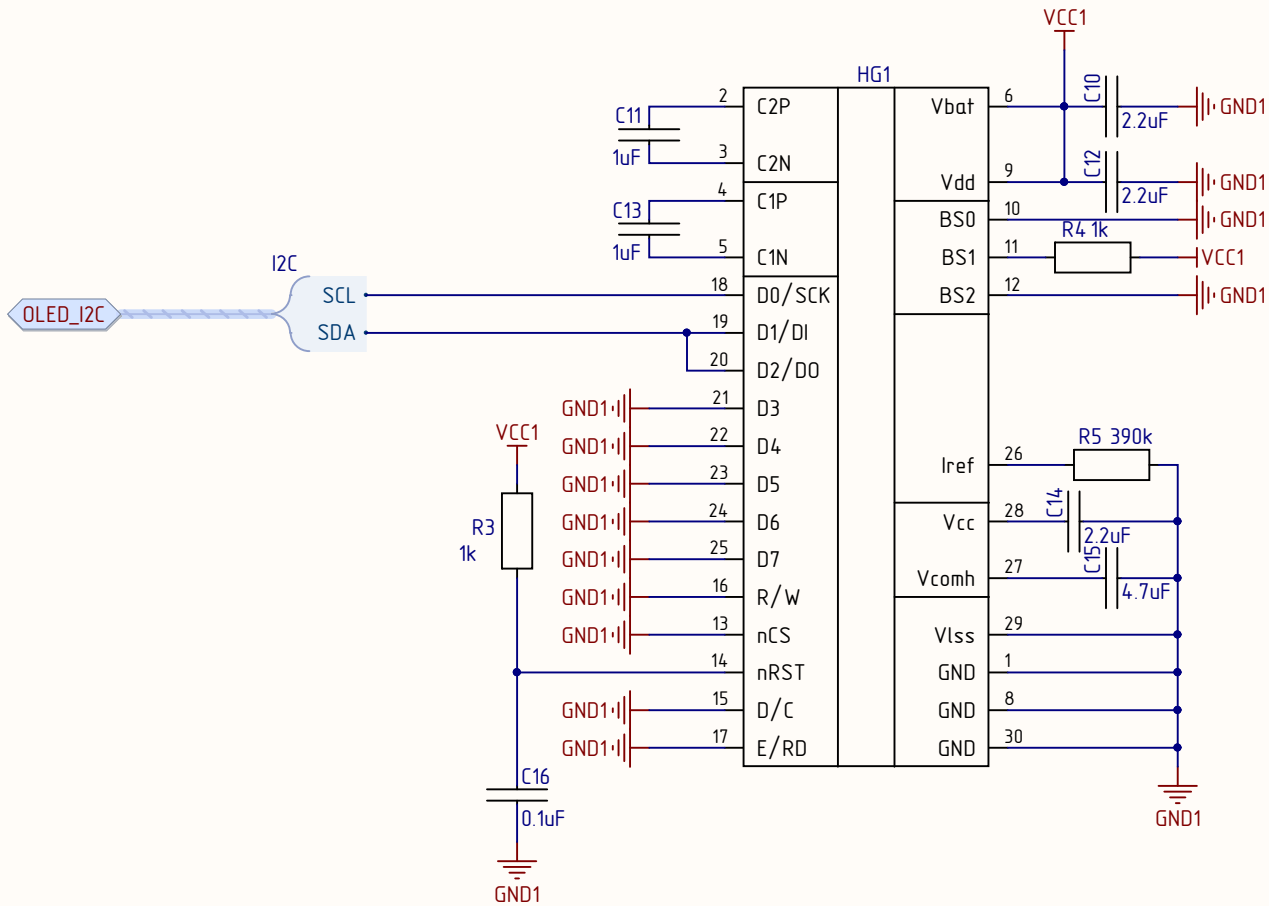 VCC1
HG1
2 C2P
C11
1uF
3 C2N
4 C1P
C13
1uF
5 C1N
Vbat 6
C10
2.2uF
GND1
Vdd 9
C12
2.2uF
GND1
BS0 10
GND1
BS1 11
R4 1k
VCC1
BS2 12
GND1
I2C
OLED_I2C
SCL
18 D0/SCK
SDA
19 D1/DI
20 D2/DO
GND1 21 D3
GND1 22 D4
GND1 23 D5
GND1 24 D6
GND1 25 D7
GND1 16 R/W
GND1 13 nCS
14 nRST
GND1 15 D/C
GND1 17 E/RD
VCC1
R3
1k
C16
0.1uF
GND1
Iref 26
R5 390k
Vcc 28
C14
2.2uF
Vcomh 27
C15
4.7uF
Vlss 29
GND 1
GND 8
GND 30
GND1